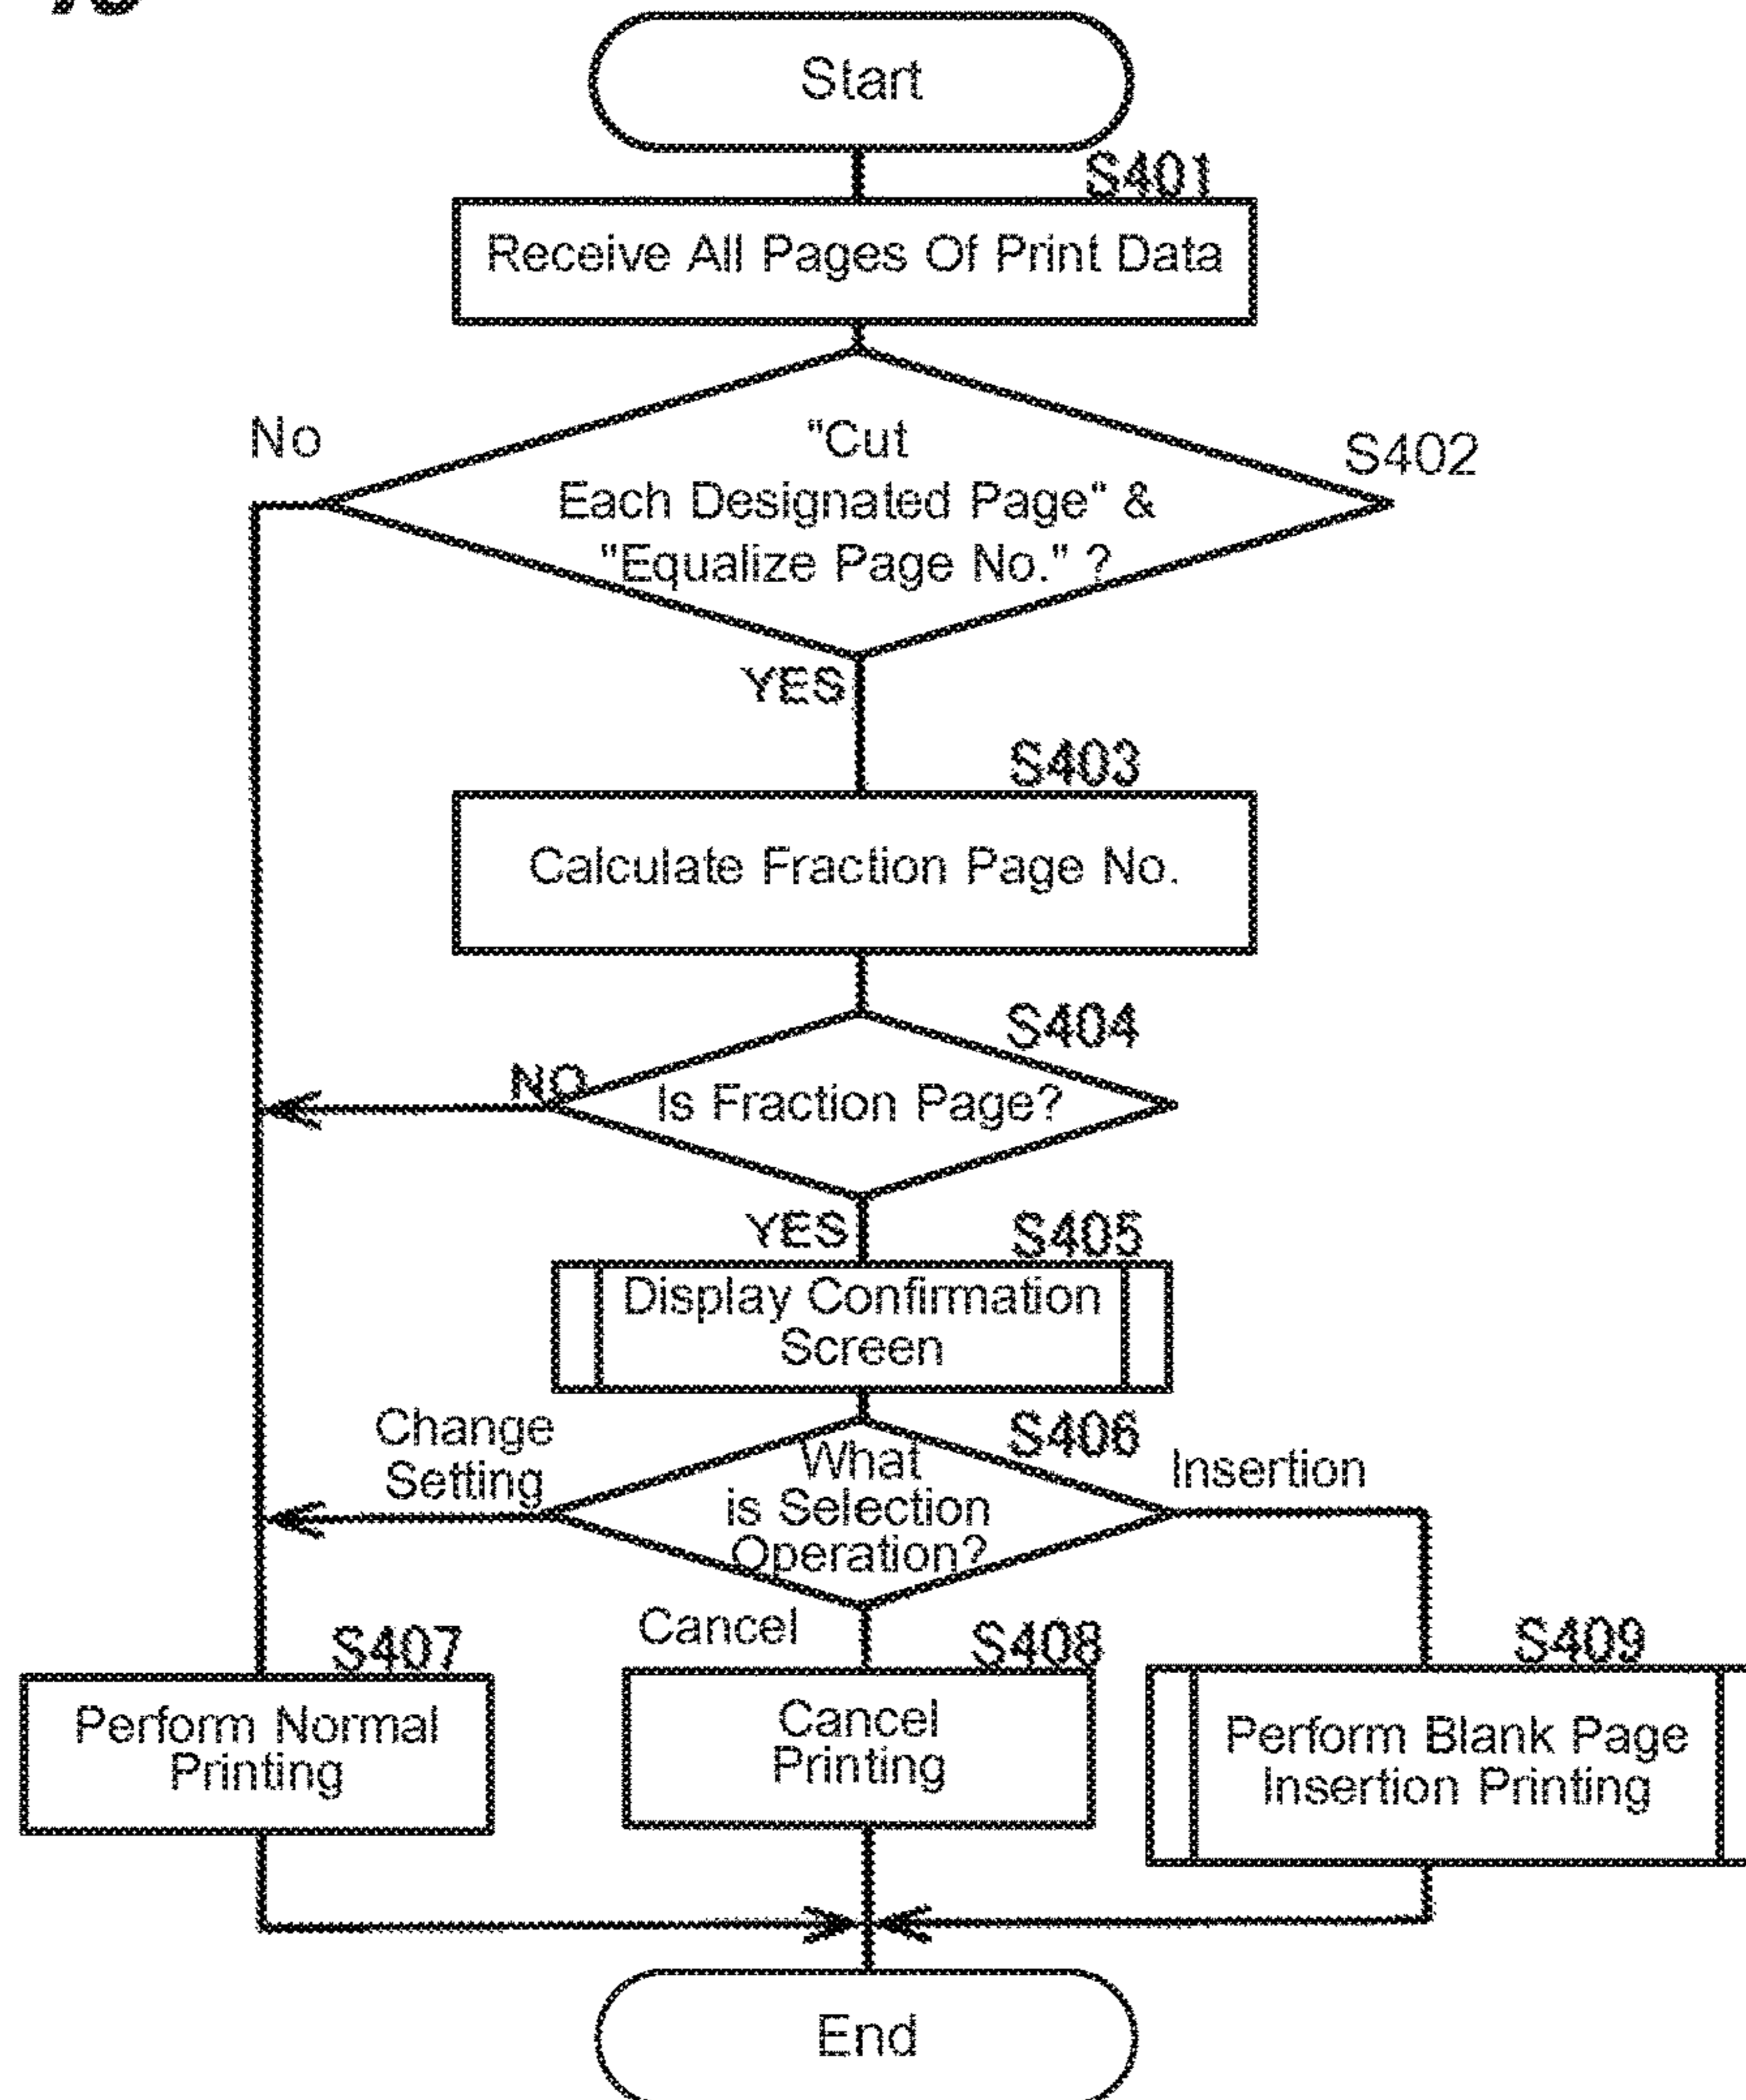 Start
S401
Receive All Pages Of Print Data
No
"Cut
Each Designated Page" &
"Equalize Page No." ?
S402
YES
S403
Calculate Fraction Page No.
S404
NO
Is Fraction Page?
YES
S405
Display Confirmation
Screen
Change
Setting
S406
What
is Selection
Operation?
Insertion
Cancel
S407
S408
S409
Perform Normal
Printing
Cancel
Printing
Perform Blank Page
Insertion Printing
End